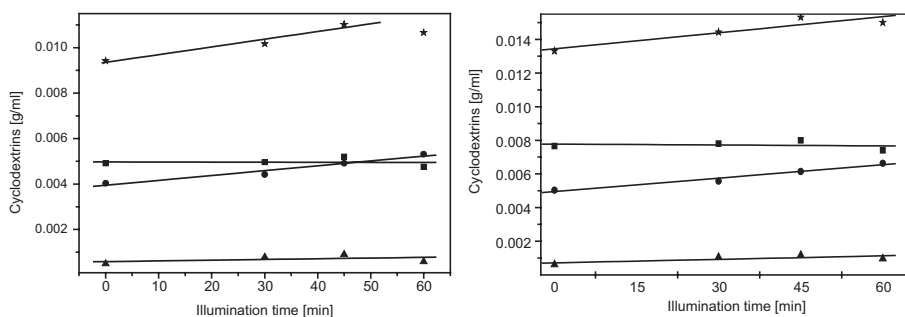 0.010
0.008
0.006
0.004
0.002
0 10 20 30 40 50 60
Cyclodextrins [g/ml]
Illumination time [min]
0.014
0.012
0.010
0.008
0.006
0.004
0.002
0 15 30 45 60
Cyclodextrins [g/ml]
Illumination time [min]